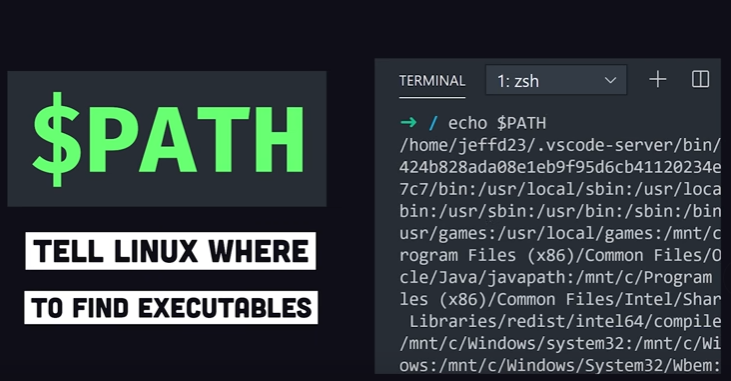 $PATH
TELL LINUX WHERE
TO FIND EXECUTABLES
TERMINAL
1: zsh
→ / echo $PATH
/home/jeffd23/.vscode-server/bin/
424b828ada08e1eb9f95d6cb41120234e
7c7/bin:/usr/local/sbin:/usr/loca
bin:/usr/sbin:/usr/bin:/sbin:/bin
usr/games:/usr/local/games:/mnt/c
rogram Files (x86)/Common Files/O
cle/Java/javapath:/mnt/c/Program
les (x86)/Common Files/Intel/Shar
Libraries/redist/intel64/compile
/mnt/c/Windows/system32:/mnt/c/Wi
ows:/mnt/c/Windows/System32/Wbem: